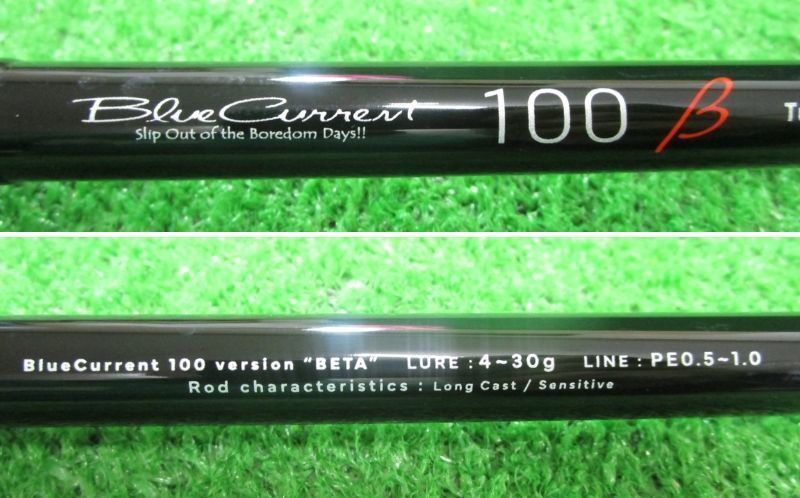 BlueCurrent 100 β
Slip Out of the Boredom Days!!
BlueCurrent 100 version "BETA" LURE : 4~30g LINE : PE0.5~1.0
Rod characteristics : Long Cast / Sensitive